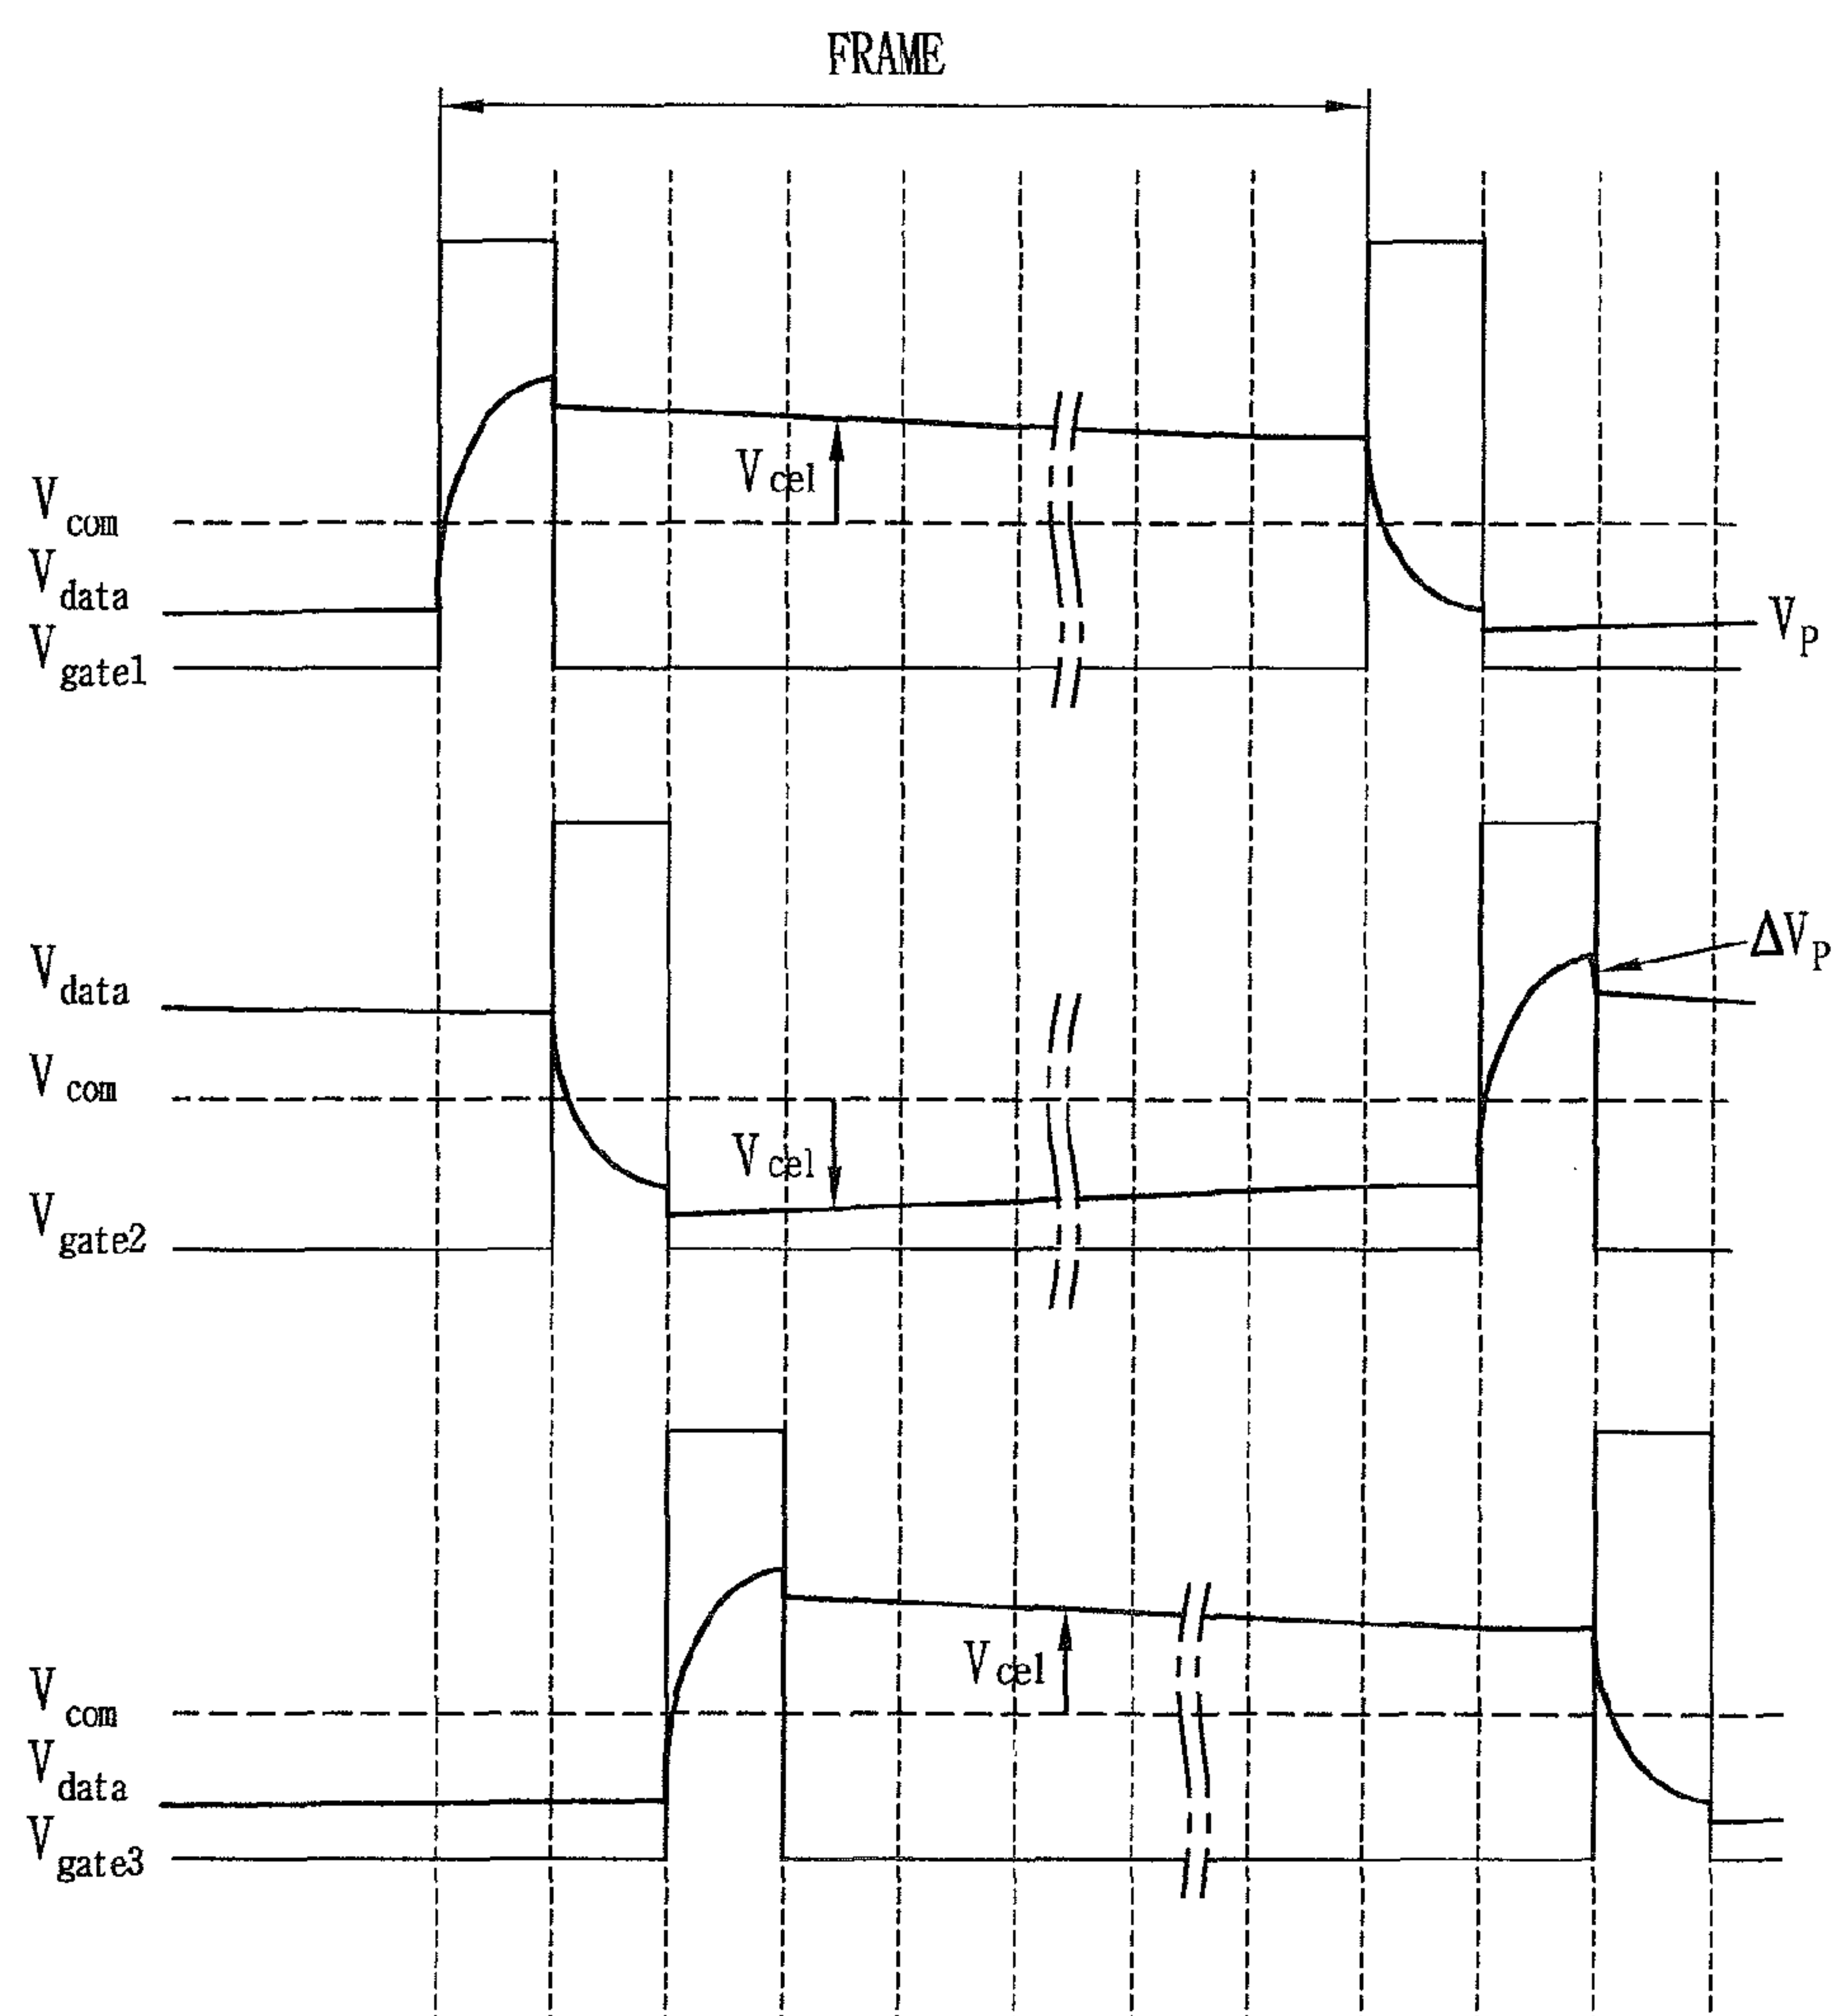 FRAME
Vcel
Vcom
Vdata
VP
Vgate1
Vdata
ΔVP
Vcom
Vcel
Vgate2
Vcel
Vcom
Vdata
Vgate3